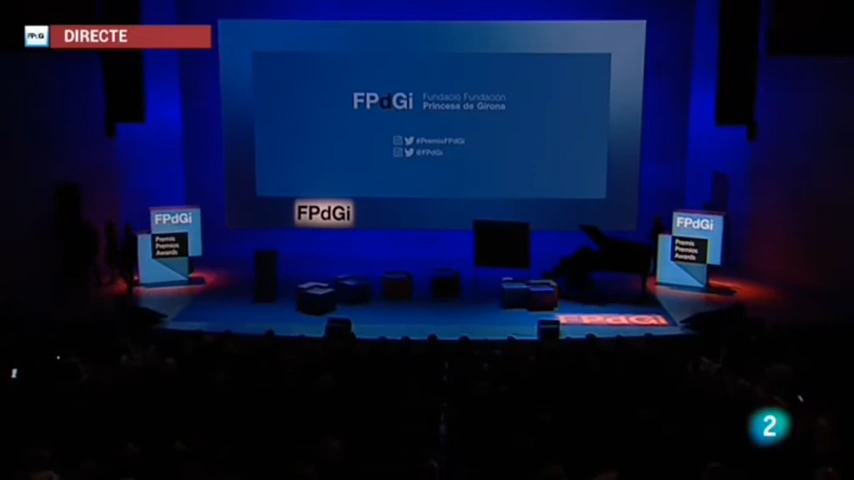 FPdGi DIRECTE
FPdGi Fundació Fundación
Princesa de Girona
#PremisFPdGi
@FPdGi
FPdGi
FPdGi
Premis
Premios
Awards
FPdGi
Premis
Premios
Awards
FPdGi
2